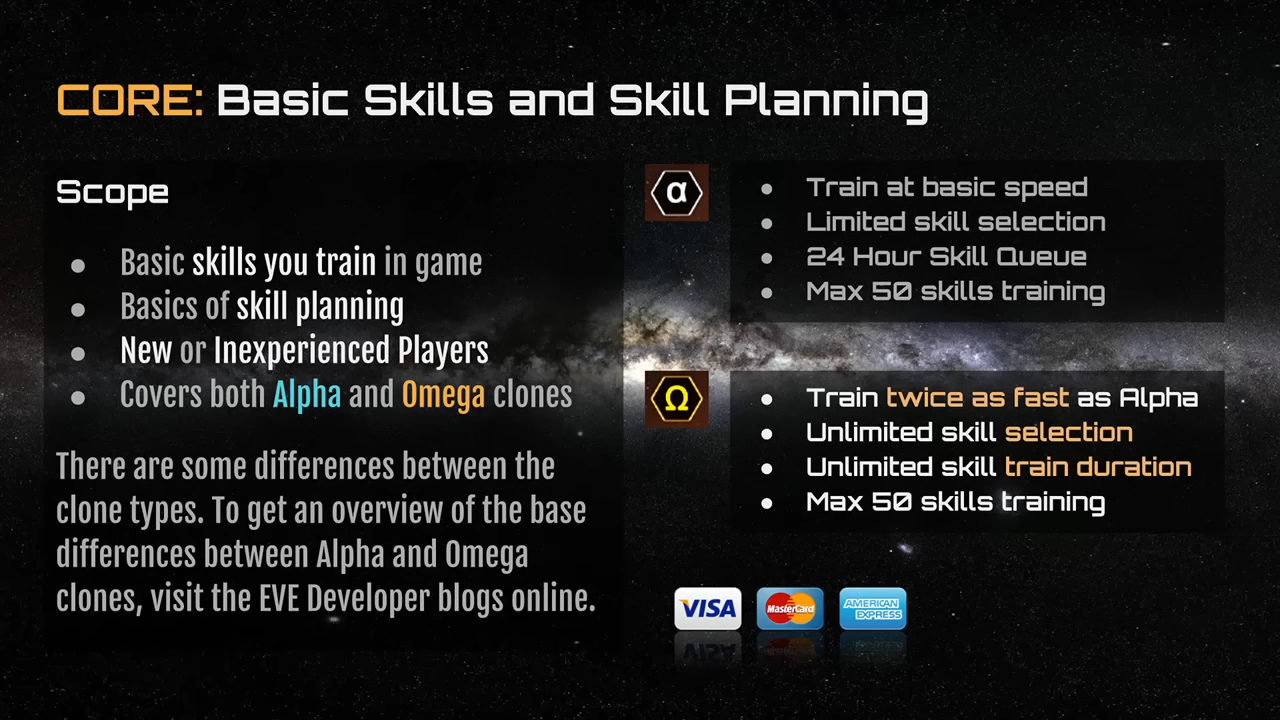 CORE: Basic Skills and Skill Planning
Scope
● Basic skills you train in game
● Basics of skill planning
● New or Inexperienced Players
● Covers both Alpha and Omega clones
There are some differences between the
clone types. To get an overview of the base
differences between Alpha and Omega
clones, visit the EVE Developer blogs online.
α
● Train at basic speed
● Limited skill selection
● 24 Hour Skill Queue
● Max 50 skills training
Ω
● Train twice as fast as Alpha
● Unlimited skill selection
● Unlimited skill train duration
● Max 50 skills training
VISA
MasterCard
AMERICAN
EXPRESS